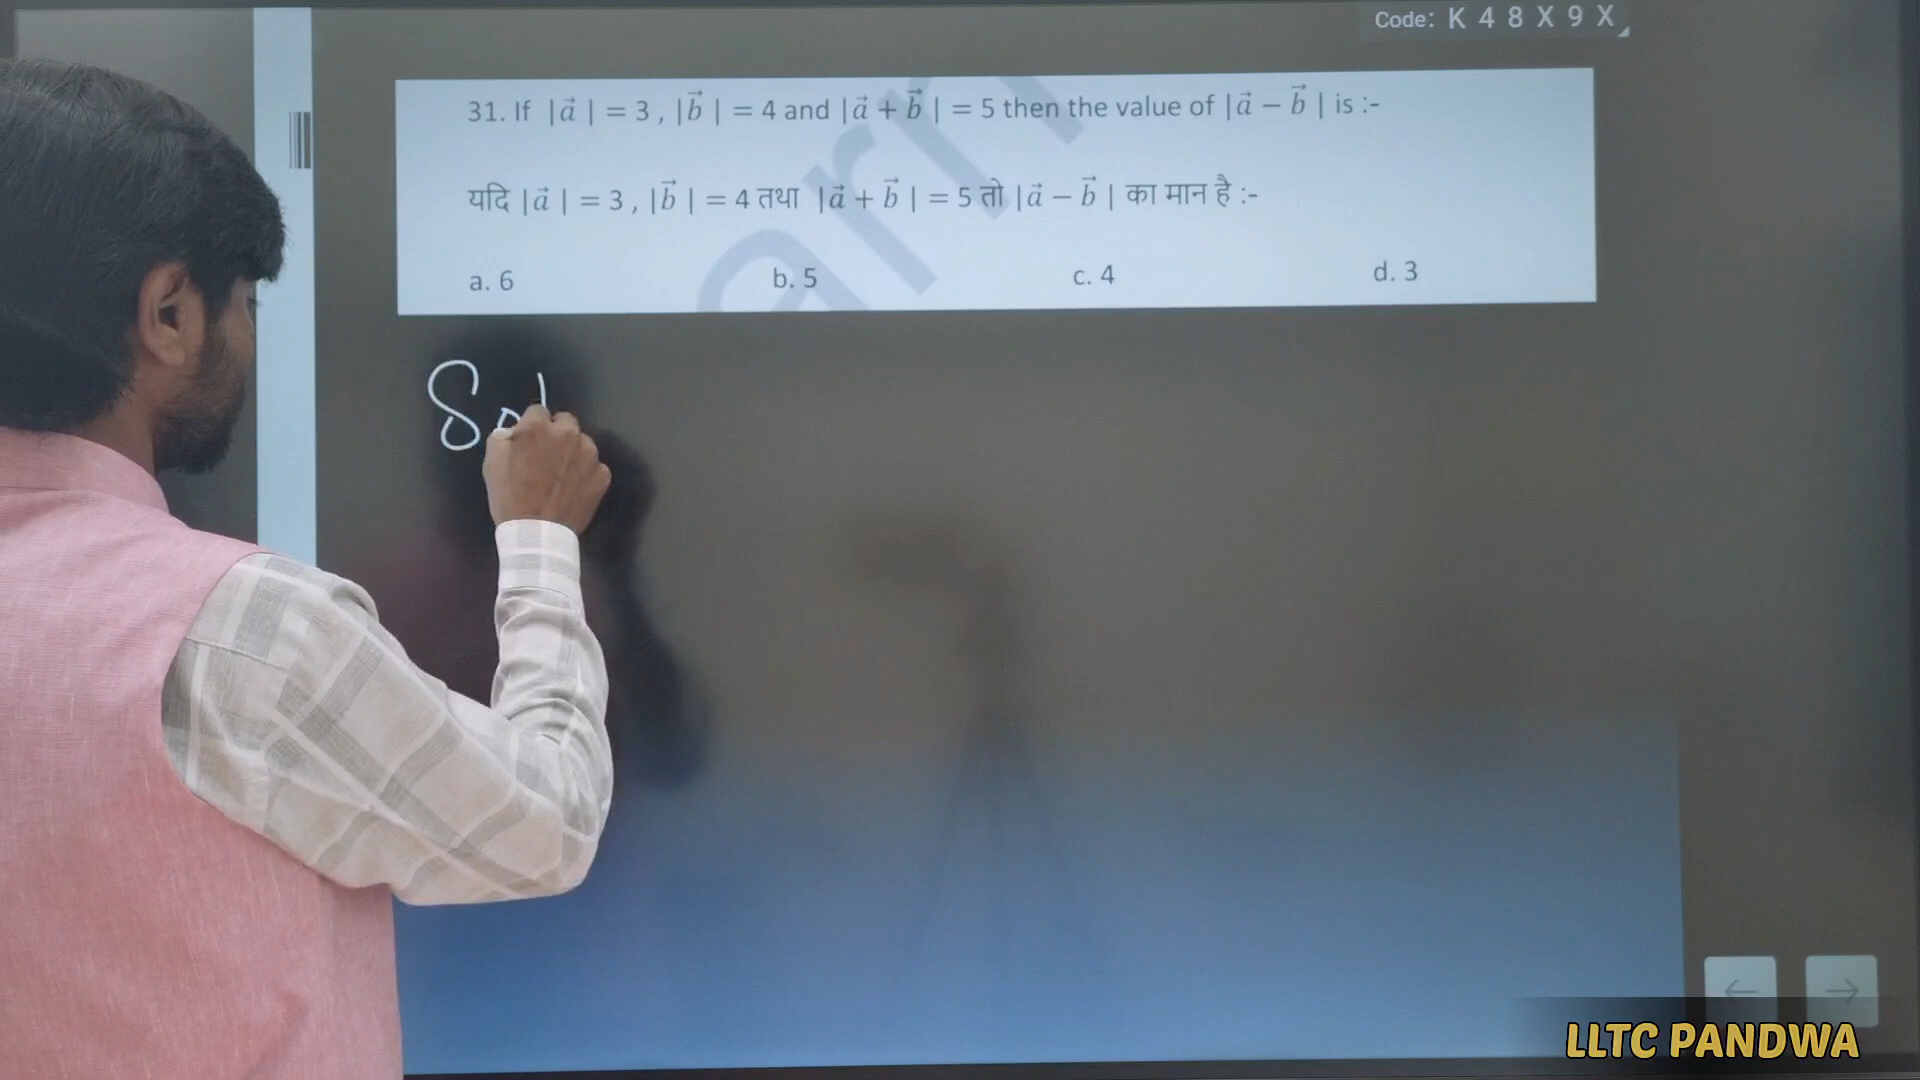 Code: K 4 8 X 9 X
31. If |a⃗| = 3, |b⃗| = 4 and |a⃗ + b⃗| = 5 then the value of |a⃗ − b⃗| is :-
यदि |a⃗| = 3, |b⃗| = 4 तथा |a⃗ + b⃗| = 5 तो |a⃗ − b⃗| का मान है :-
a. 6 b. 5 c. 4 d. 3
Sol
LLTC PANDWA